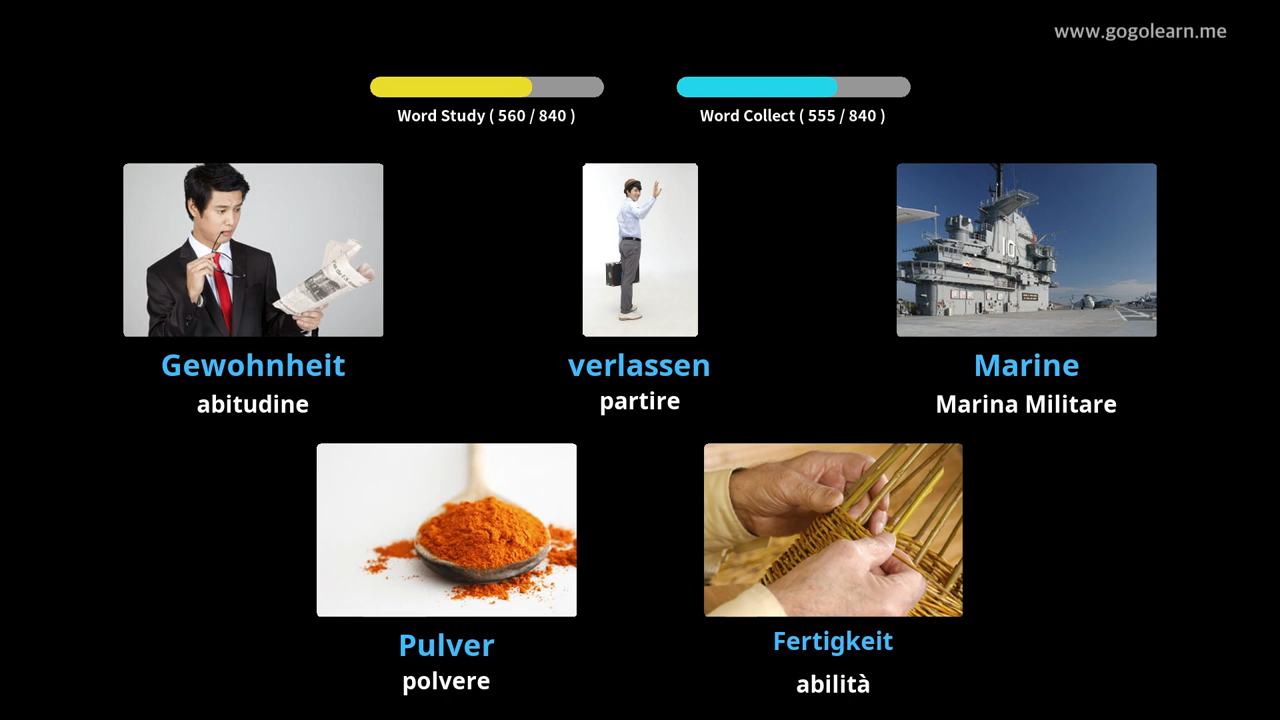 www.gogolearn.me
Word Study ( 560 / 840 )
Word Collect ( 555 / 840 )
10
Gewohnheit
abitudine
verlassen
partire
Marine
Marina Militare
Pulver
polvere
Fertigkeit
abilità